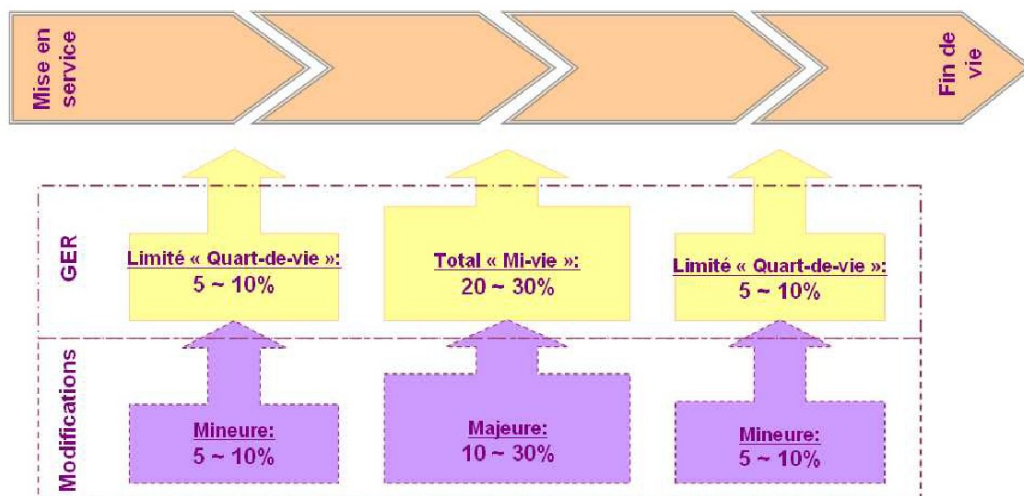 Mise en
service
Fin de
vie
GER
Limité « Quart-de-vie »:
5 ~ 10%
Total « Mi-vie »:
20 ~ 30%
Limité « Quart-de-vie »:
5 ~ 10%
Modifications
Mineure:
5 ~ 10%
Majeure:
10 ~ 30%
Mineure:
5 ~ 10%